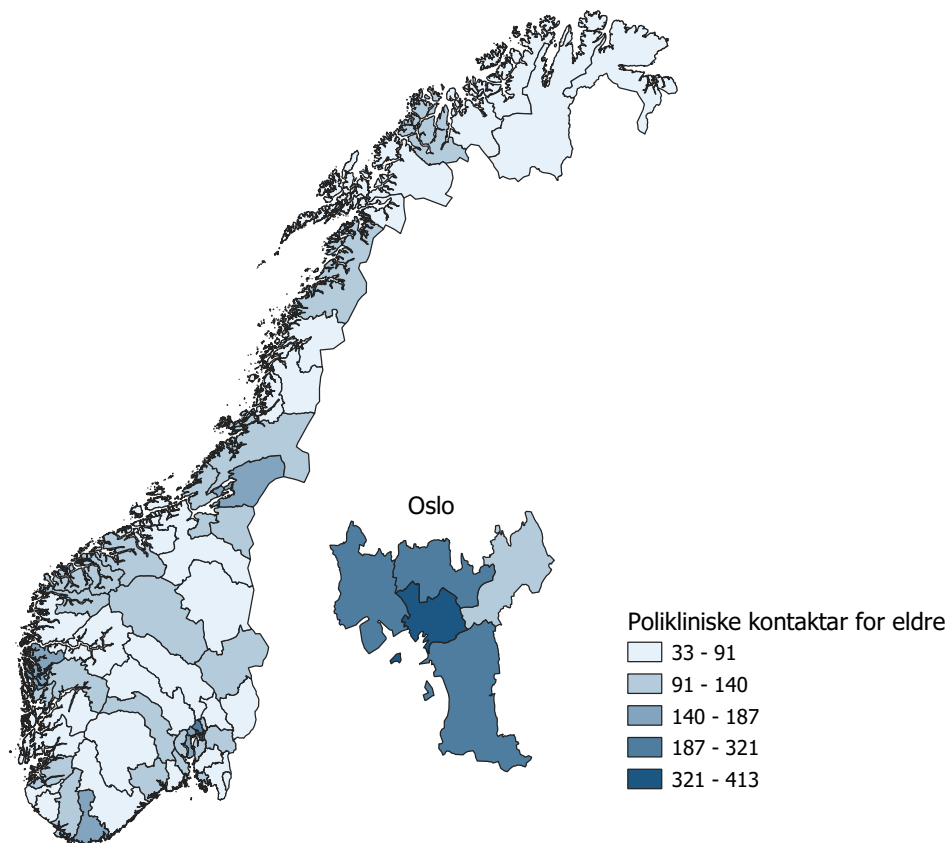 Oslo
Polikliniske kontaktar for eldre
33 - 91
91 - 140
140 - 187
187 - 321
321 - 413